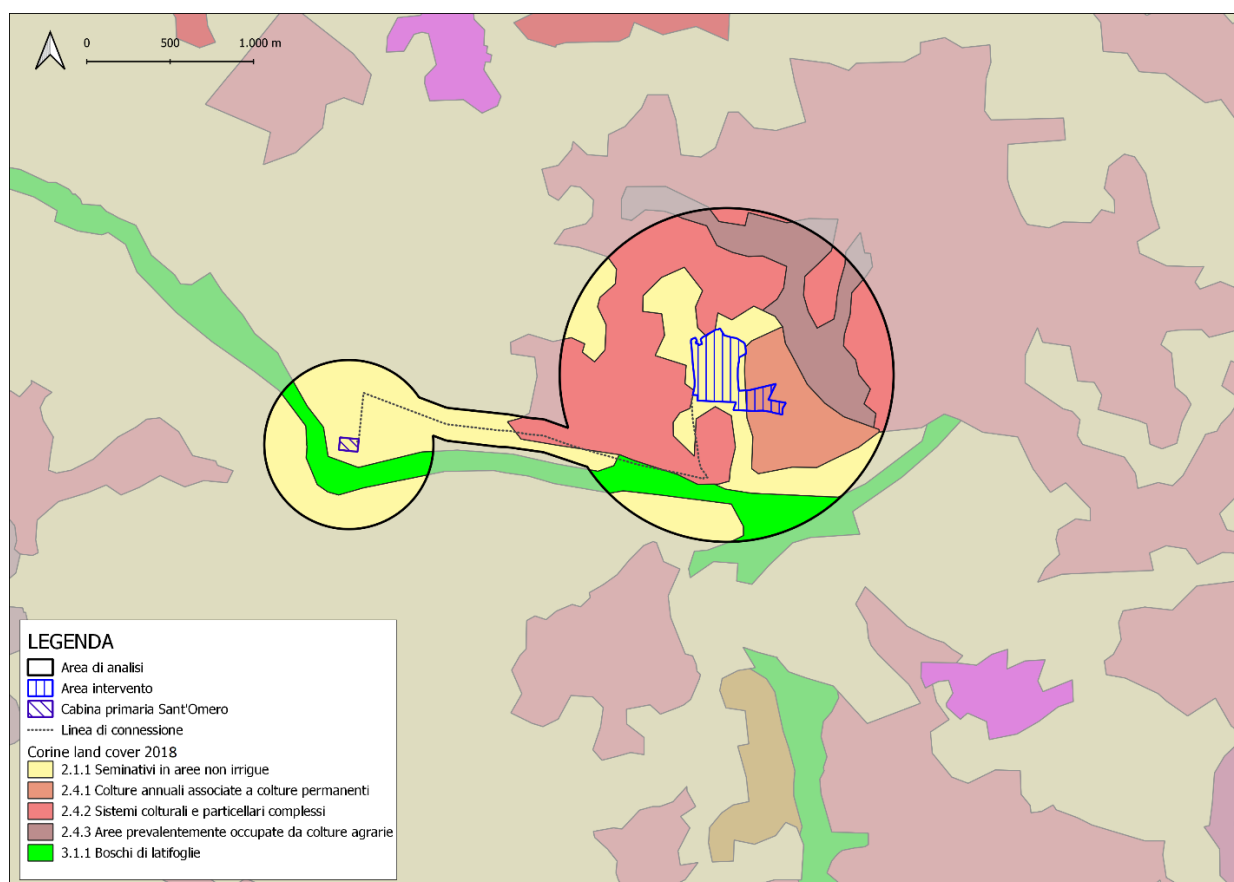 0 500 1.000 m
LEGENDA
Area di analisi
Area intervento
Cabina primaria Sant'Omero
Linea di connessione
Corine land cover 2018
2.1.1 Seminativi in aree non irrigue
2.4.1 Colture annuali associate a colture permanenti
2.4.2 Sistemi colturali e particellari complessi
2.4.3 Aree prevalentemente occupate da colture agrarie
3.1.1 Boschi di latifoglie